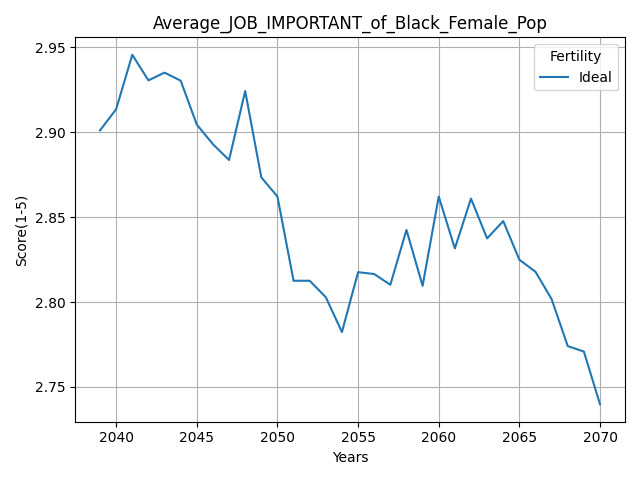 Average_JOB_IMPORTANT_of_Black_Female_Pop
Fertility
Ideal
Score(1-5)
2.95
2.90
2.85
2.80
2.75
2040 2045 2050 2055 2060 2065 2070
Years